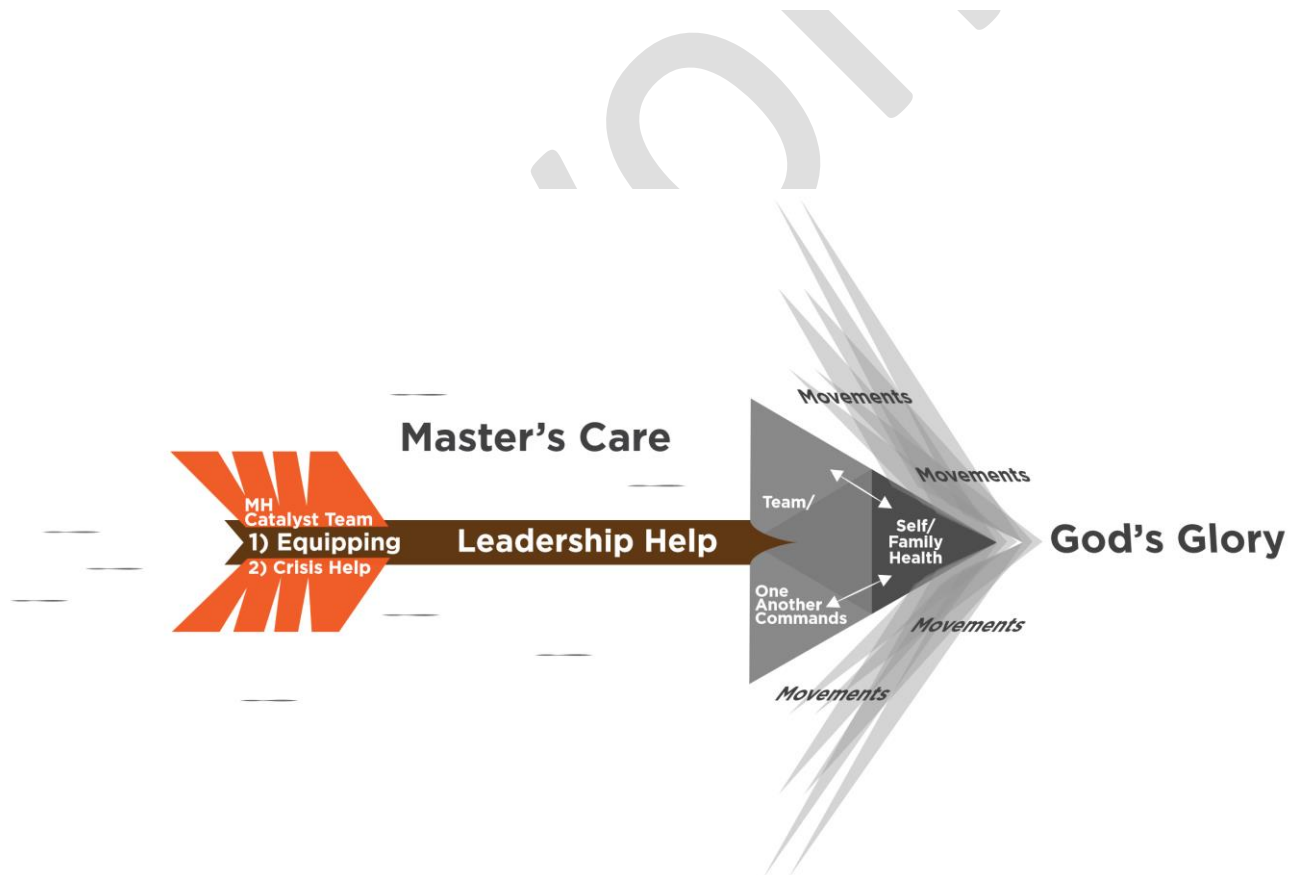 Movements
Master's Care
Movements
MH
Catalyst Team
1) Equipping
2) Crisis Help
Leadership Help
Team/
One
Another
Commands
Self/
Family
Health
God's Glory
Movements
Movements